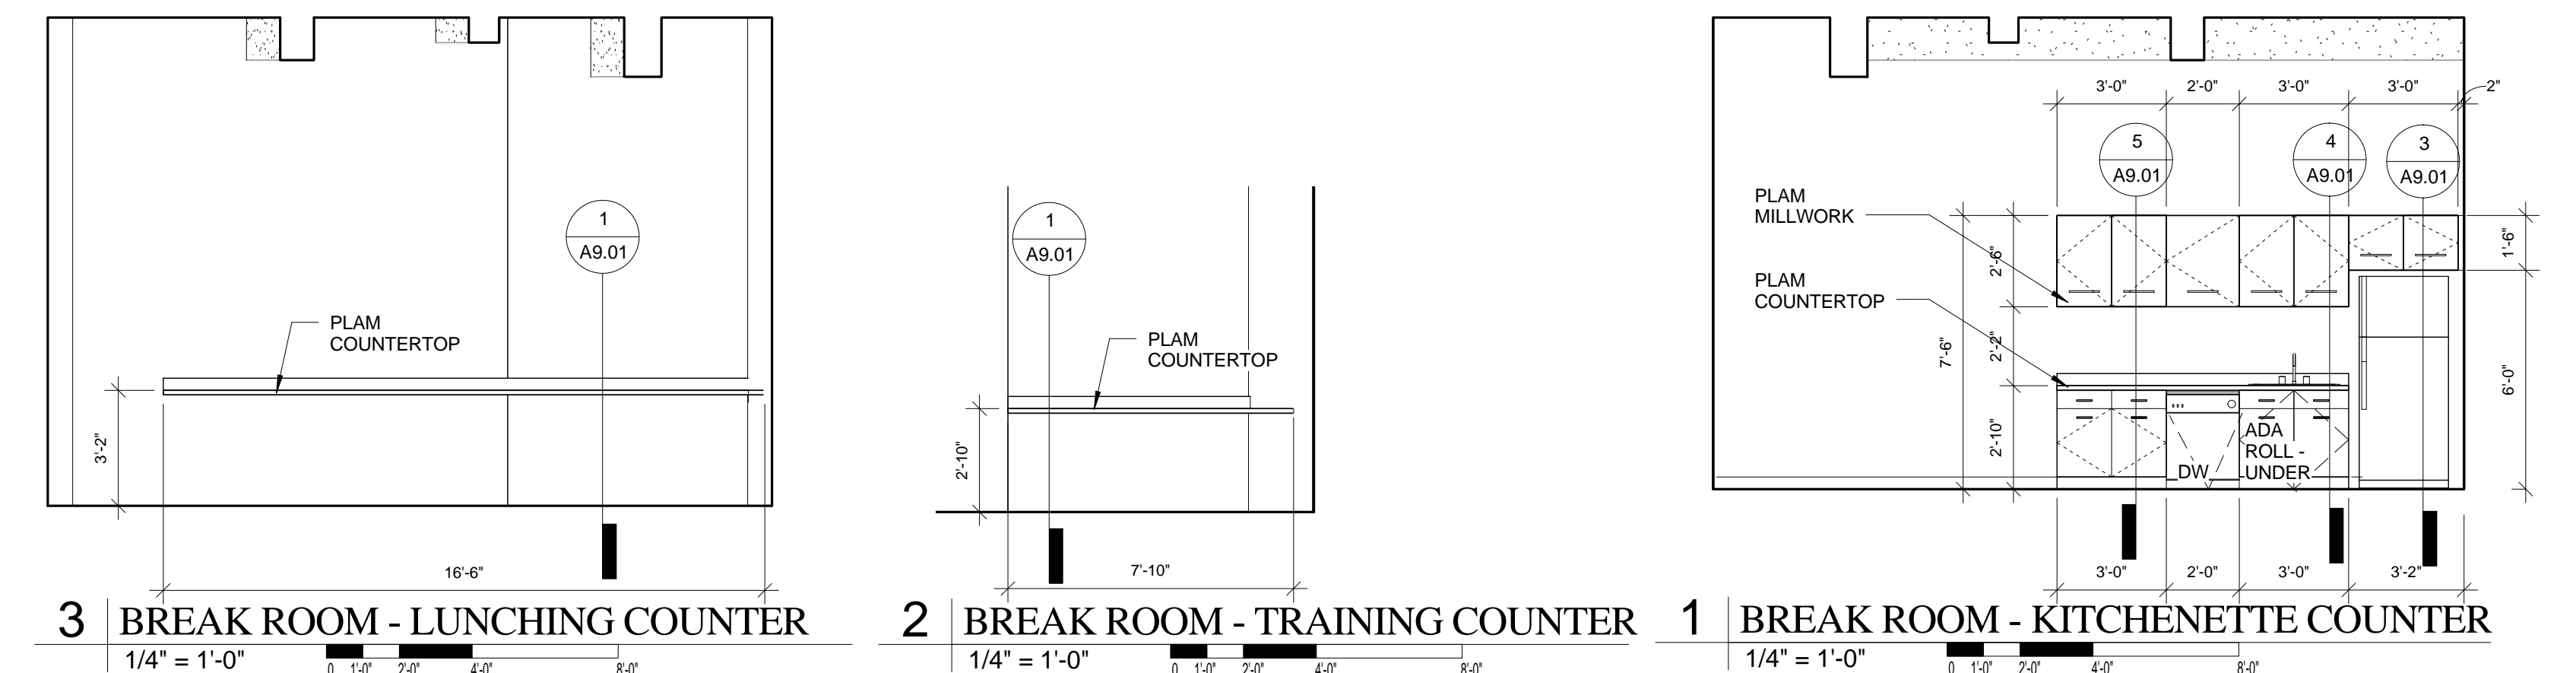 1
A9.01
PLAM
COUNTERTOP
3'-2"
16'-6"
3 BREAK ROOM - LUNCHING COUNTER
1/4" = 1'-0"
0 1'-0" 2'-0" 4'-0" 8'-0"
1
A9.01
PLAM
COUNTERTOP
2'-10"
7'-10"
2 BREAK ROOM - TRAINING COUNTER
1/4" = 1'-0"
0 1'-0" 2'-0" 4'-0" 8'-0"
3'-0" 2'-0" 3'-0" 3'-0" 2"
5
A9.01
4
A9.01
3
A9.01
PLAM
MILLWORK
PLAM
COUNTERTOP
7'-6"
2'-6"
2'-2"
2'-10"
1'-6"
6'-0"
DW
ADA
ROLL -
UNDER
3'-0" 2'-0" 3'-0" 3'-2"
1 BREAK ROOM - KITCHENETTE COUNTER
1/4" = 1'-0"
0 1'-0" 2'-0" 4'-0" 8'-0"